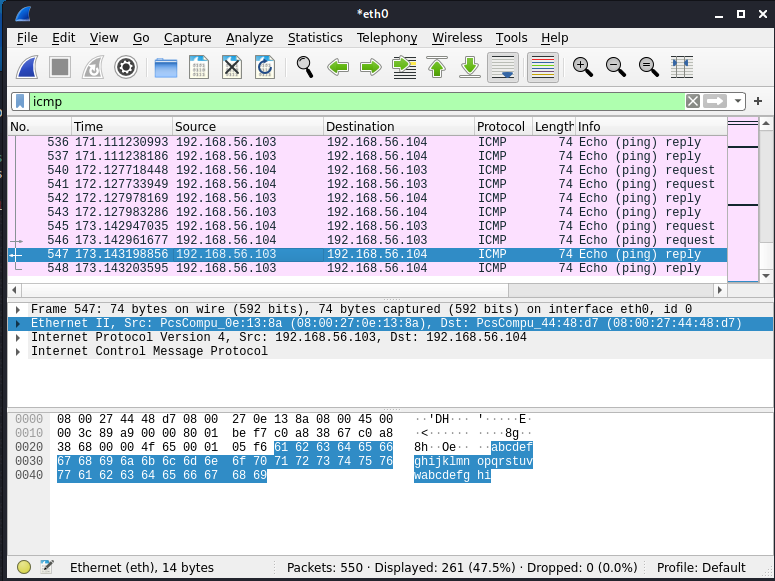 *eth0
File Edit View Go Capture Analyze Statistics Telephony Wireless Tools Help
icmp
No. Time Source Destination Protocol Length Info
536 171.111230993 192.168.56.103 192.168.56.104 ICMP 74 Echo (ping) reply
537 171.111238186 192.168.56.103 192.168.56.104 ICMP 74 Echo (ping) reply
540 172.127718448 192.168.56.103 192.168.56.104 ICMP 74 Echo (ping) request
541 172.127733949 192.168.56.104 192.168.56.103 ICMP 74 Echo (ping) request
542 172.127978169 192.168.56.103 192.168.56.104 ICMP 74 Echo (ping) reply
543 172.127983286 192.168.56.103 192.168.56.104 ICMP 74 Echo (ping) reply
545 173.142947035 192.168.56.103 192.168.56.104 ICMP 74 Echo (ping) request
546 173.142961677 192.168.56.104 192.168.56.103 ICMP 74 Echo (ping) request
547 173.143198856 192.168.56.103 192.168.56.104 ICMP 74 Echo (ping) reply
548 173.143203595 192.168.56.103 192.168.56.104 ICMP 74 Echo (ping) reply
Frame 547: 74 bytes on wire (592 bits), 74 bytes captured (592 bits) on interface eth0, id 0
Ethernet II, Src: PcsCompu_0e:13:8a (08:00:27:0e:13:8a), Dst: PcsCompu_44:48:d7 (08:00:27:44:48:d7)
Internet Protocol Version 4, Src: 192.168.56.103, Dst: 192.168.56.104
Internet Control Message Protocol
0000 08 00 27 44 48 d7 08 00 27 0e 13 8a 08 00 45 00 ··'DH··· '·····E·
0010 00 3c 89 a9 00 00 80 01 be f7 c0 a8 38 67 c0 a8 ·<······ ····8g··
0020 38 68 00 00 4f 65 00 01 05 f6 61 62 63 64 65 66 8h··Oe·· ··abcdef
0030 67 68 69 6a 6b 6c 6d 6e 6f 70 71 72 73 74 75 76 ghijklmn opqrstuv
0040 77 61 62 63 64 65 66 67 68 69 wabcdefg hi
Ethernet (eth), 14 bytes Packets: 550 · Displayed: 261 (47.5%) · Dropped: 0 (0.0%) Profile: Default